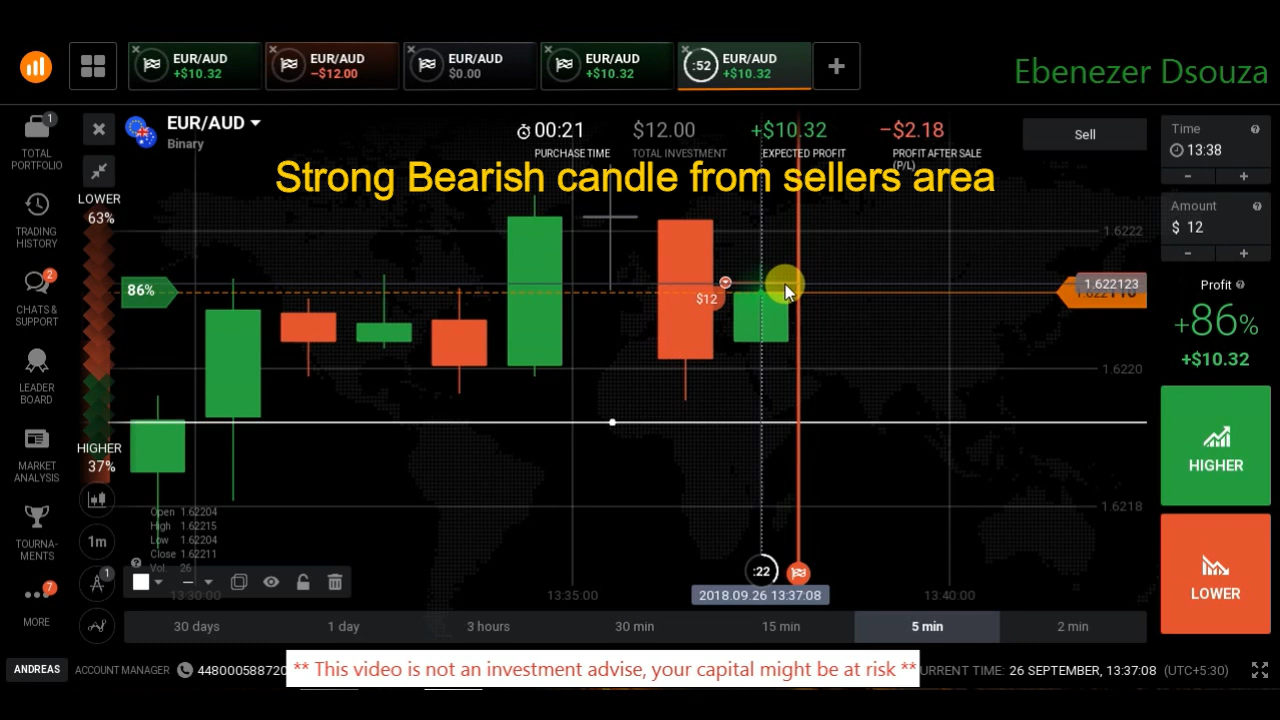 EUR/AUD
+$10.32
EUR/AUD
−$12.00
EUR/AUD
$0.00
EUR/AUD
+$10.32
:52
EUR/AUD
+$10.32
+
Ebenezer Dsouza
1
TOTAL
PORTFOLIO
TRADING
HISTORY
2
CHATS &
SUPPORT
LEADER
BOARD
MARKET
ANALYSIS
TOURNA-
MENTS
7
MORE
EUR/AUD
Binary
00:21
PURCHASE TIME
$12.00
TOTAL INVESTMENT
+$10.32
EXPECTED PROFIT
−$2.18
PROFIT AFTER SALE
(P/L)
Sell
Strong Bearish candle from sellers area
LOWER
63%
86%
HIGHER
37%
1m
1
$12
1.6222
1.622123
1.6220
1.6218
Open 1.62204
High 1.62215
Low 1.62204
Close 1.62211
Vol. 26
:22
13:30:00
13:35:00
2018.09.26 13:37:08
13:40:00
30 days
1 day
3 hours
30 min
15 min
5 min
2 min
Time
13:38
- +
Amount
$ 12
- +
Profit
+86%
+$10.32
HIGHER
LOWER
ANDREAS
ACCOUNT MANAGER
448000588720
** This video is not an investment advise, your capital might be at risk **
URRENT TIME: 26 SEPTEMBER, 13:37:08 (UTC+5:30)